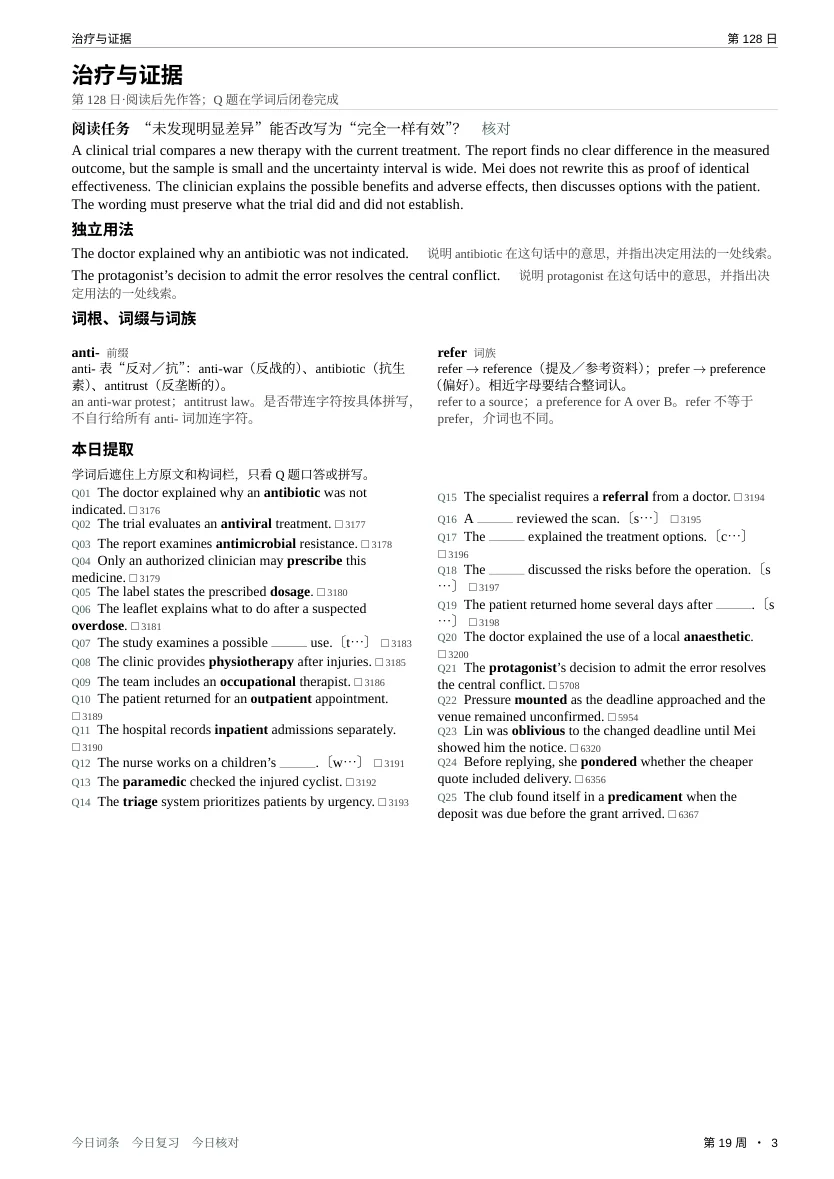 治疗与证据 第 128 日
治疗与证据
第 128 日·阅读后先作答；Q 题在学词后闭卷完成
阅读任务 “未发现明显差异”能否改写为“完全一样有效”？ 核对
A clinical trial compares a new therapy with the current treatment. The report finds no clear difference in the measured
outcome, but the sample is small and the uncertainty interval is wide. Mei does not rewrite this as proof of identical
effectiveness. The clinician explains the possible benefits and adverse effects, then discusses options with the patient.
The wording must preserve what the trial did and did not establish.
独立用法
The doctor explained why an antibiotic was not indicated. 说明 antibiotic 在这句话中的意思，并指出决定用法的一处线索。
The protagonist’s decision to admit the error resolves the central conflict. 说明 protagonist 在这句话中的意思，并指出决
定用法的一处线索。
词根、词缀与词族
anti- 前缀
anti- 表“反对／抗”：anti-war（反战的）、antibiotic（抗生
素）、antitrust（反垄断的）。
an anti-war protest；antitrust law。是否带连字符按具体拼写，
不自行给所有 anti- 词加连字符。
refer 词族
refer → reference（提及／参考资料）；prefer → preference
（偏好）。相近字母要结合整词认。
refer to a source；a preference for A over B。refer 不等于
prefer，介词也不同。
本日提取
学词后遮住上方原文和构词栏，只看 Q 题口答或拼写。
Q01 The doctor explained why an antibiotic was not
indicated. □ 3176
Q02 The trial evaluates an antiviral treatment. □ 3177
Q03 The report examines antimicrobial resistance. □ 3178
Q04 Only an authorized clinician may prescribe this
medicine. □ 3179
Q05 The label states the prescribed dosage. □ 3180
Q06 The leaflet explains what to do after a suspected
overdose. □ 3181
Q07 The study examines a possible _____ use.〔t…〕 □ 3183
Q08 The clinic provides physiotherapy after injuries. □ 3185
Q09 The team includes an occupational therapist. □ 3186
Q10 The patient returned for an outpatient appointment.
□ 3189
Q11 The hospital records inpatient admissions separately.
□ 3190
Q12 The nurse works on a children’s _____.〔w…〕 □ 3191
Q13 The paramedic checked the injured cyclist. □ 3192
Q14 The triage system prioritizes patients by urgency. □ 3193
Q15 The specialist requires a referral from a doctor. □ 3194
Q16 A _____ reviewed the scan.〔s…〕 □ 3195
Q17 The _____ explained the treatment options.〔c…〕
□ 3196
Q18 The _____ discussed the risks before the operation.〔s
…〕 □ 3197
Q19 The patient returned home several days after _____.〔s
…〕 □ 3198
Q20 The doctor explained the use of a local anaesthetic.
□ 3200
Q21 The protagonist’s decision to admit the error resolves
the central conflict. □ 5708
Q22 Pressure mounted as the deadline approached and the
venue remained unconfirmed. □ 5954
Q23 Lin was oblivious to the changed deadline until Mei
showed him the notice. □ 6320
Q24 Before replying, she pondered whether the cheaper
quote included delivery. □ 6356
Q25 The club found itself in a predicament when the
deposit was due before the grant arrived. □ 6367
今日词条 今日复习 今日核对 第 19 周 · 3